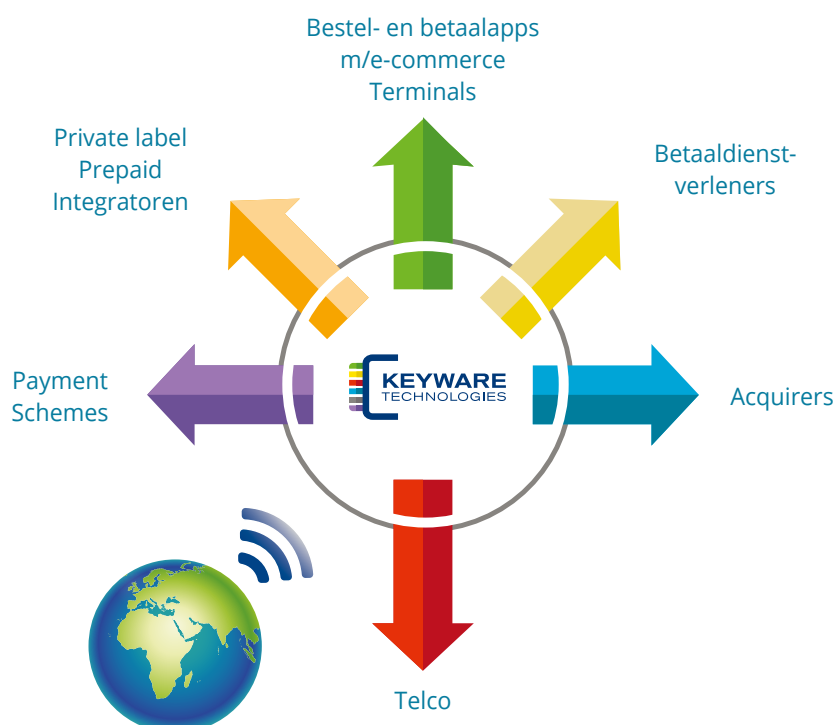 Bestel- en betaalapps
m/e-commerce
Terminals
Private label
Prepaid
Integratoren
Betaaldienst-
verleners
Payment
Schemes
KEYWARE
TECHNOLOGIES
Acquirers
Telco